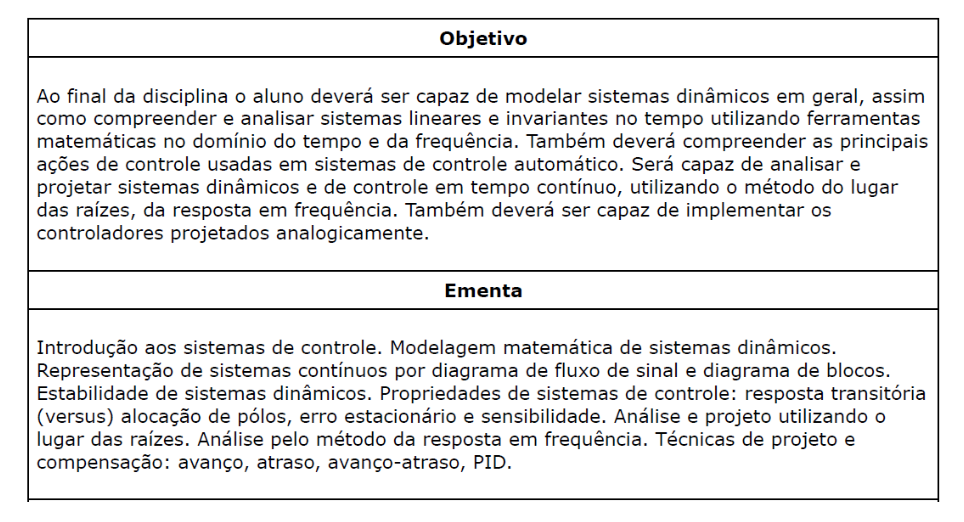 Objetivo
Ao final da disciplina o aluno deverá ser capaz de modelar sistemas dinâmicos em geral, assim
como compreender e analisar sistemas lineares e invariantes no tempo utilizando ferramentas
matemáticas no domínio do tempo e da frequência. Também deverá compreender as principais
ações de controle usadas em sistemas de controle automático. Será capaz de analisar e
projetar sistemas dinâmicos e de controle em tempo contínuo, utilizando o método do lugar
das raízes, da resposta em frequência. Também deverá ser capaz de implementar os
controladores projetados analogicamente.
Ementa
Introdução aos sistemas de controle. Modelagem matemática de sistemas dinâmicos.
Representação de sistemas contínuos por diagrama de fluxo de sinal e diagrama de blocos.
Estabilidade de sistemas dinâmicos. Propriedades de sistemas de controle: resposta transitória
(versus) alocação de pólos, erro estacionário e sensibilidade. Análise e projeto utilizando o
lugar das raízes. Análise pelo método da resposta em frequência. Técnicas de projeto e
compensação: avanço, atraso, avanço-atraso, PID.